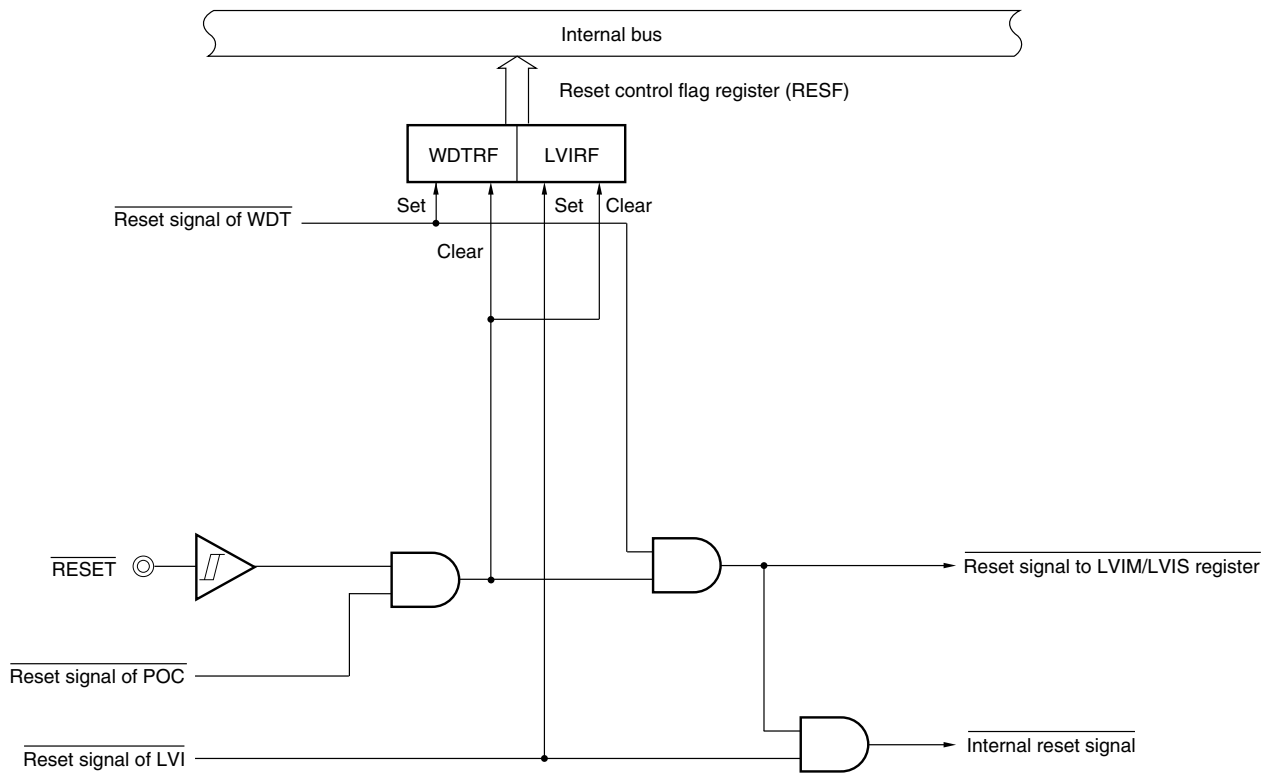 Internal bus
Reset control flag register (RESF)
WDTRF
LVIRF
Set
Set
Clear
Reset signal of WDT
Clear
RESET
Reset signal to LVIM/LVIS register
Reset signal of POC
Internal reset signal
Reset signal of LVI